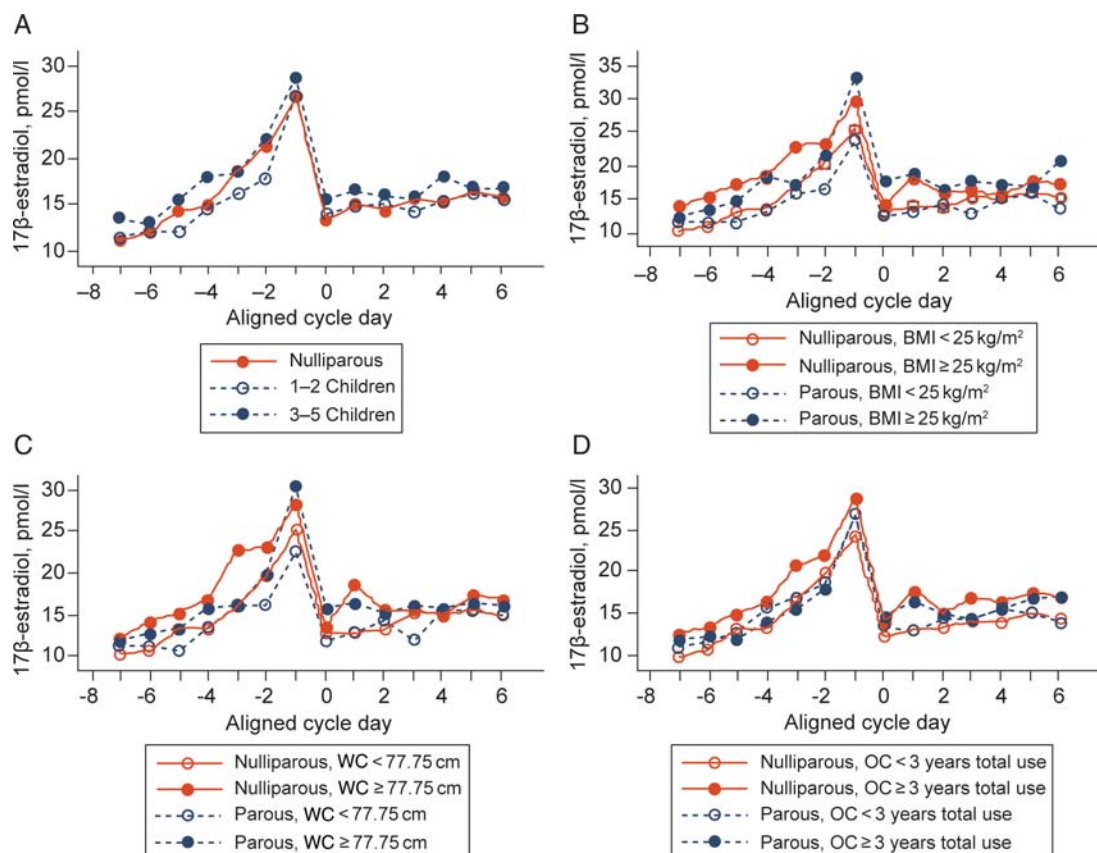 A
17β-estradiol, pmol/l
30
25
20
15
10
–8 –6 –4 –2 0 2 4 6
Aligned cycle day
Nulliparous
1–2 Children
3–5 Children
B
17β-estradiol, pmol/l
35
30
25
20
15
10
–8 –6 –4 –2 0 2 4 6
Aligned cycle day
Nulliparous, BMI < 25 kg/m²
Nulliparous, BMI ≥ 25 kg/m²
Parous, BMI < 25 kg/m²
Parous, BMI ≥ 25 kg/m²
C
17β-estradiol, pmol/l
30
25
20
15
10
-8 -6 -4 -2 0 2 4 6
Aligned cycle day
Nulliparous, WC < 77.75 cm
Nulliparous, WC ≥ 77.75 cm
Parous, WC < 77.75 cm
Parous, WC ≥ 77.75 cm
D
17β-estradiol, pmol/l
30
25
20
15
10
-8 -6 -4 -2 0 2 4 6
Aligned cycle day
Nulliparous, OC < 3 years total use
Nulliparous, OC ≥ 3 years total use
Parous, OC < 3 years total use
Parous, OC ≥ 3 years total use